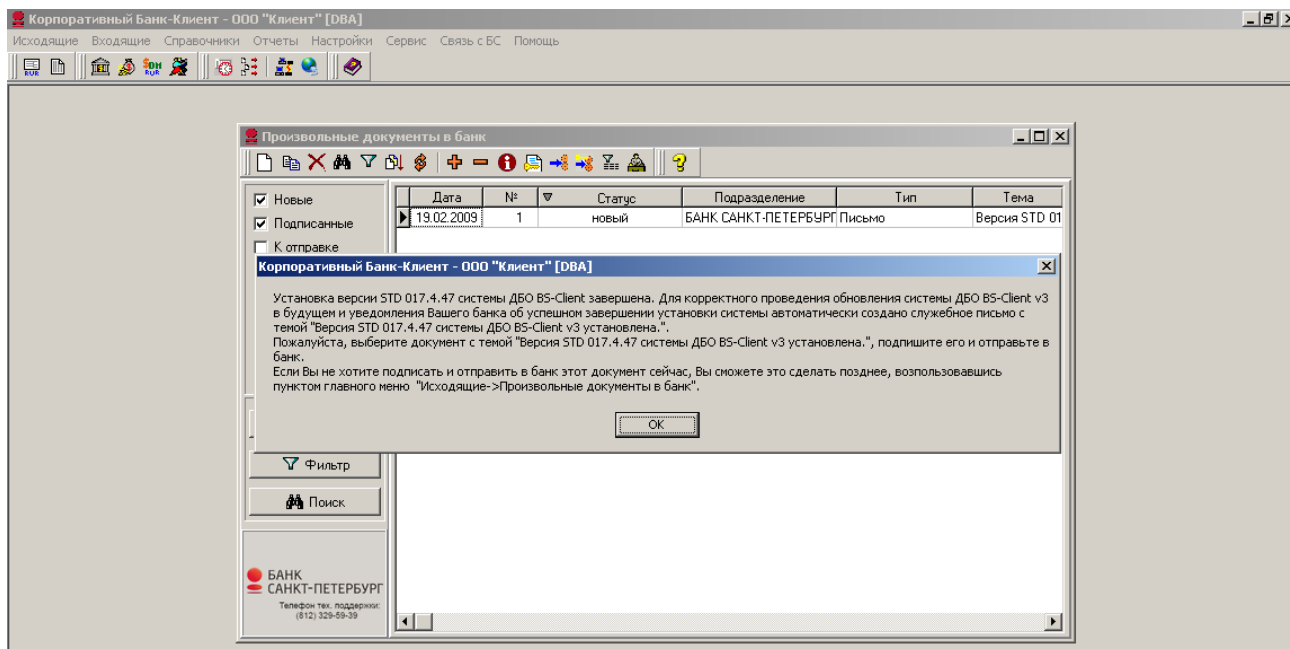 Корпоративный Банк-Клиент - ООО "Клиент" [DBA]
Исходящие Входящие Справочники Отчеты Настройки Сервис Связь с БС Помощь
Произвольные документы в банк
Новые
Подписанные
К отправке
Дата № Статус Подразделение Тип Тема
19.02.2009 1 новый БАНК САНКТ-ПЕТЕРБУРГ Письмо Версия STD 01
Корпоративный Банк-Клиент - ООО "Клиент" [DBA]
Установка версии STD 017.4.47 системы ДБО BS-Client завершена. Для корректного проведения обновления системы ДБО BS-Client v3
в будущем и уведомления Вашего банка об успешном завершении установки системы автоматически создано служебное письмо с
темой "Версия STD 017.4.47 системы ДБО BS-Client v3 установлена.".
Пожалуйста, выберите документ с темой "Версия STD 017.4.47 системы ДБО BS-Client v3 установлена.", подпишите его и отправьте в
банк.
Если Вы не хотите подписать и отправить в банк этот документ сейчас, Вы сможете это сделать позднее, возпользовавшись
пунктом главного меню "Исходящие->Произвольные документы в банк".
ОК
Фильтр
Поиск
БАНК
САНКТ-ПЕТЕРБУРГ
Телефон тех. поддержки:
(812) 329-59-39